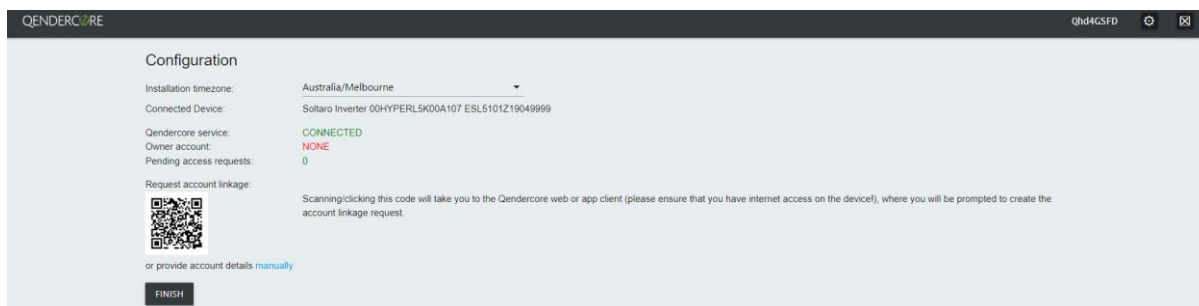 QENDERCORE
Qhd4GSFD
Configuration
Installation timezone: Australia/Melbourne
Connected Device: Soltaro Inverter 00HYPERL5K00A107 ESL5101Z19049999
Qendercore service: CONNECTED
Owner account: NONE
Pending access requests: 0
Request account linkage:
Scanning/clicking this code will take you to the Qendercore web or app client (please ensure that you have internet access on the device!), where you will be prompted to create the
account linkage request.
or provide account details manually
FINISH